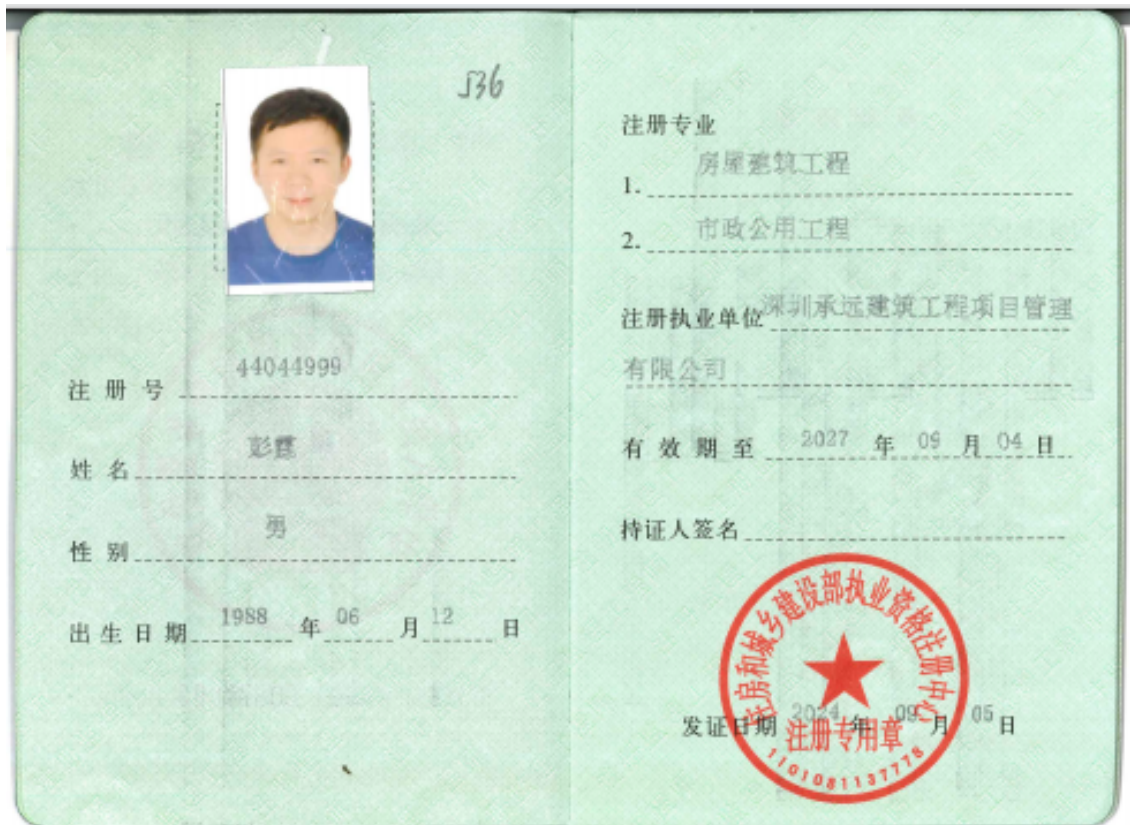 536
注册号 44044999
姓名 彭霆
性别 男
出生日期 1988 年 06 月 12 日
注册专业
1. 房屋建筑工程
2. 市政公用工程
注册执业单位 深圳承远建筑工程项目管理
有限公司
有效期至 2027 年 09 月 04 日
持证人签名
住房和城乡建设部执业资格注册中心
发证日期 2024 年 09 月 05 日
注册专用章
1101081137778